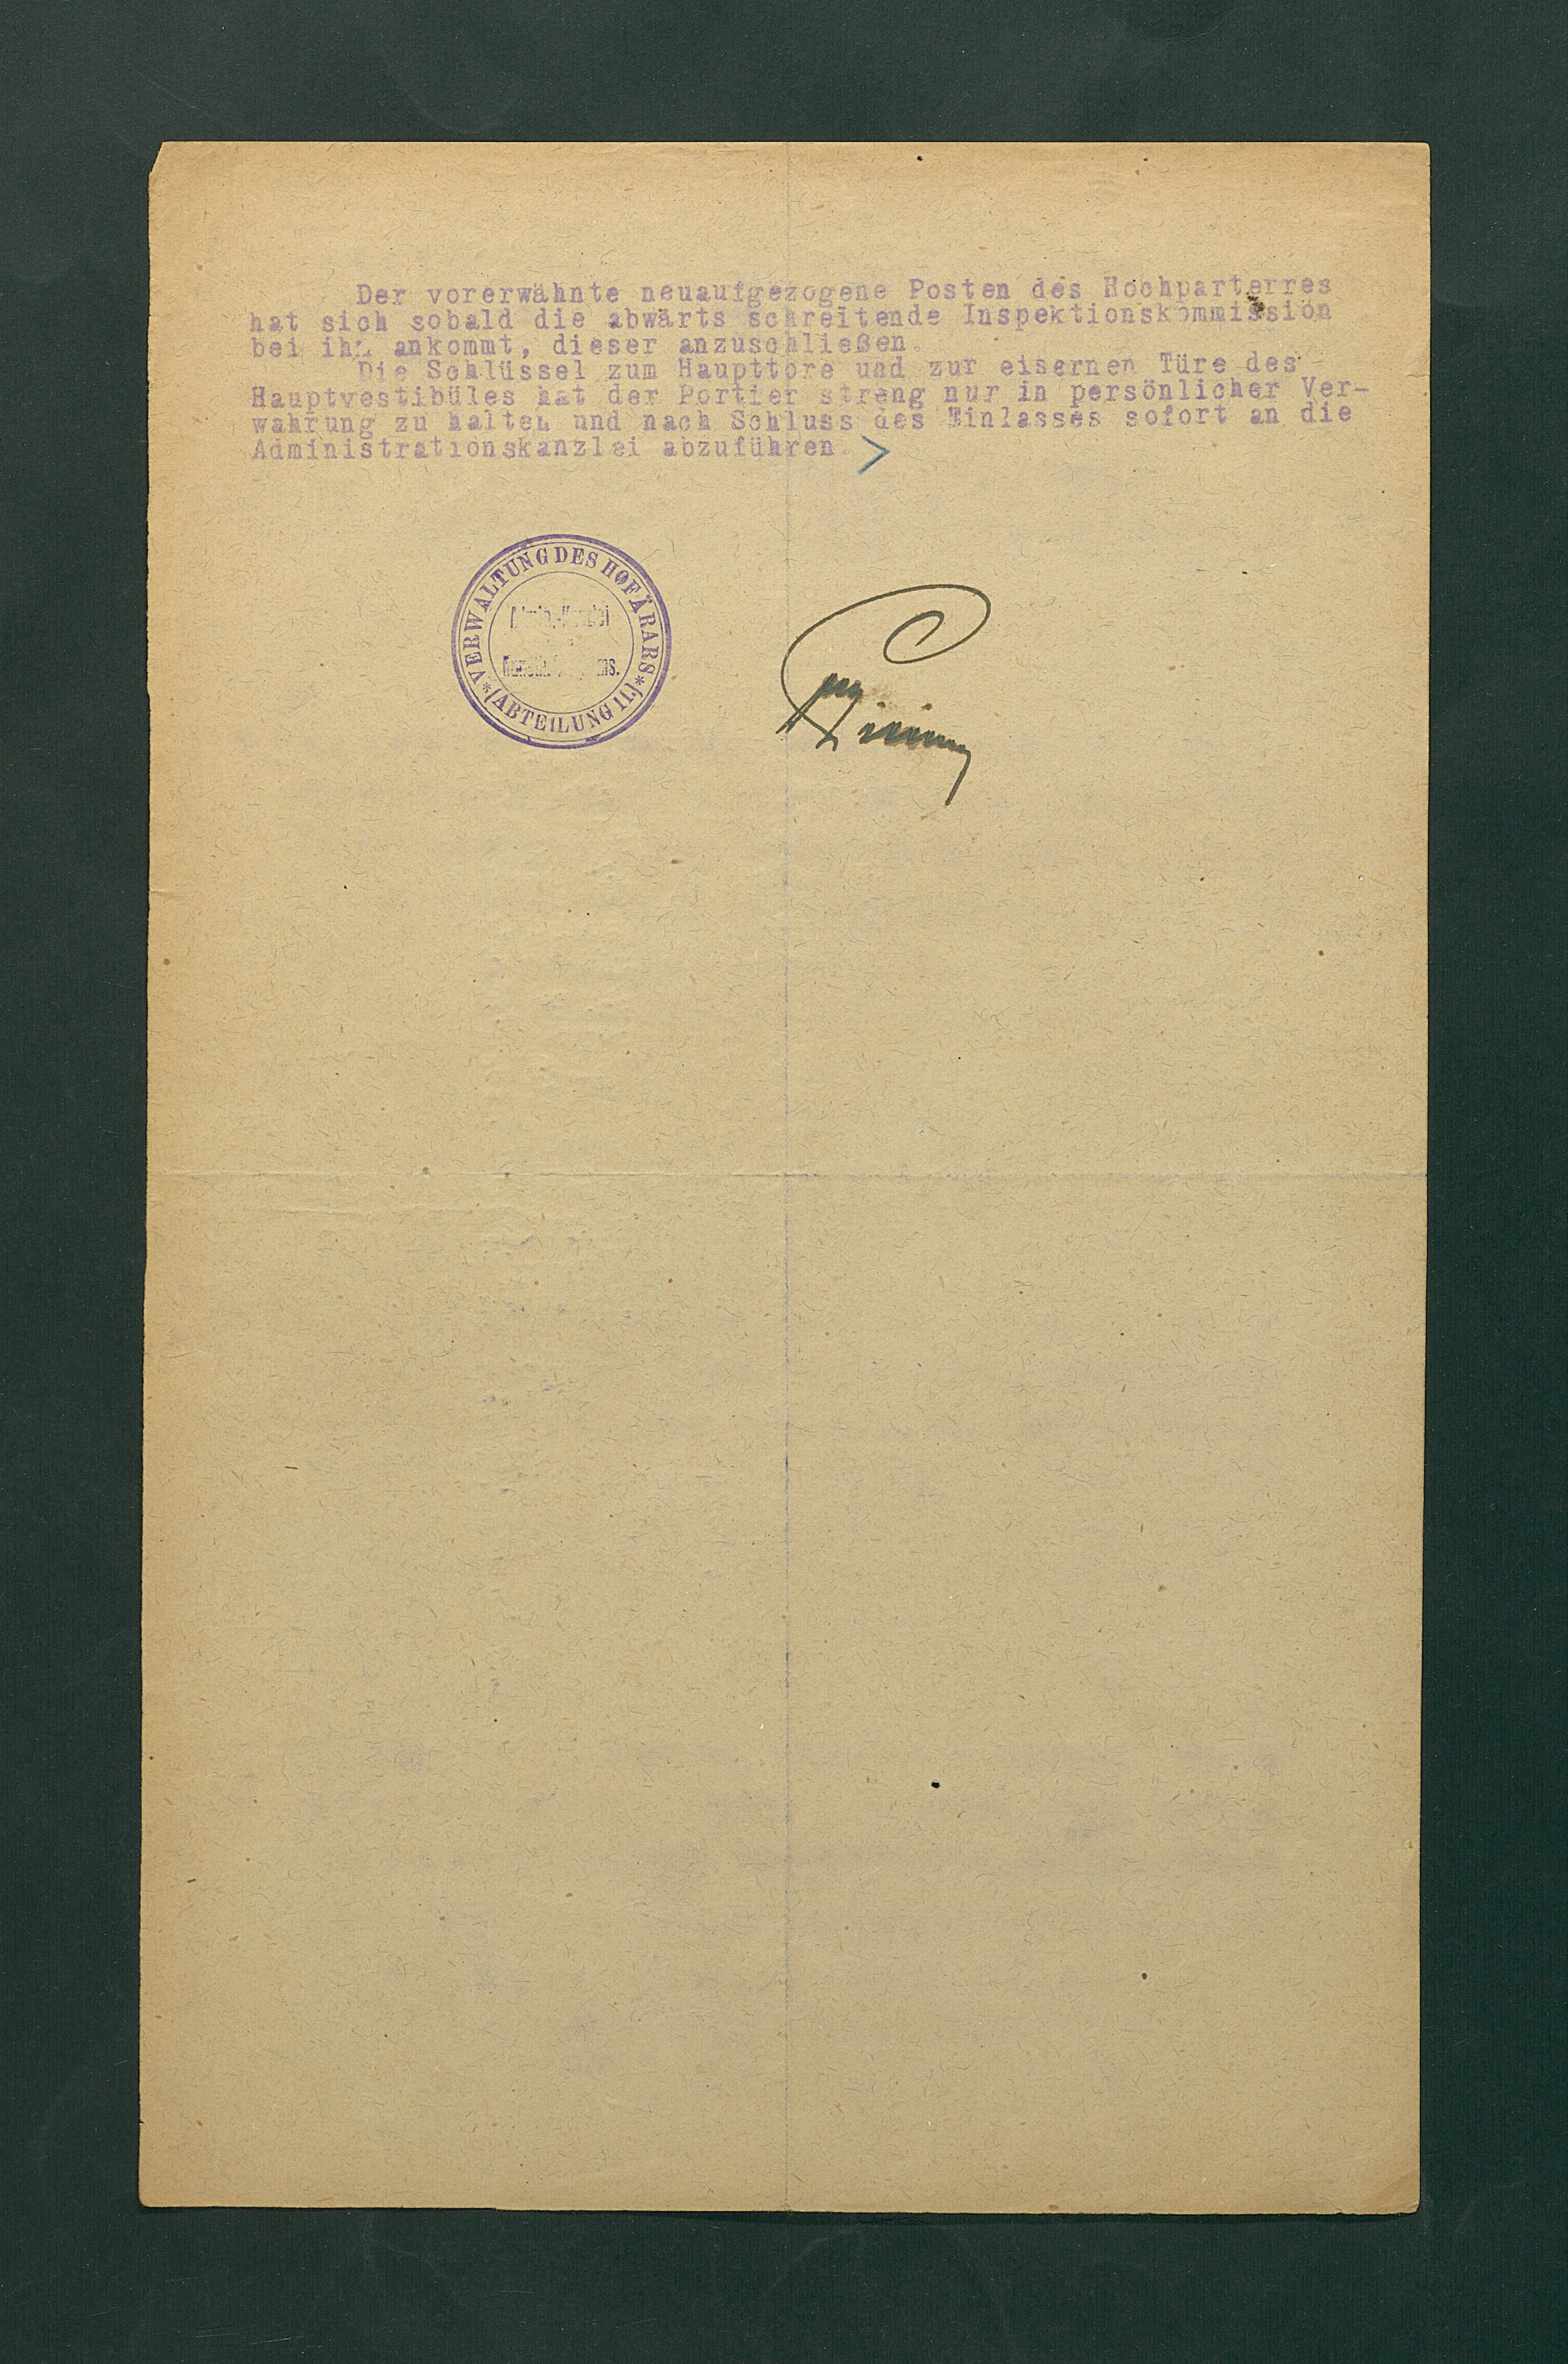 Der vorerwähnte neuaufgezogene Posten des Hochparterres
hat sich sobald die abwärts schreitende Inspektionskommission
bei ihm ankommt, dieser anzuschließen.
Die Schlüssel zum Haupttore und zur eisernen Türe des
Hauptvestibüles hat der Portier streng nur in persönlicher Ver-
wahrung zu halten und nach Schluss des Einlasses sofort an die
Administrationskanzlei abzuführen.
VERWALTUNG DES HOFÄRARS
* (ABTEILUNG II.) *